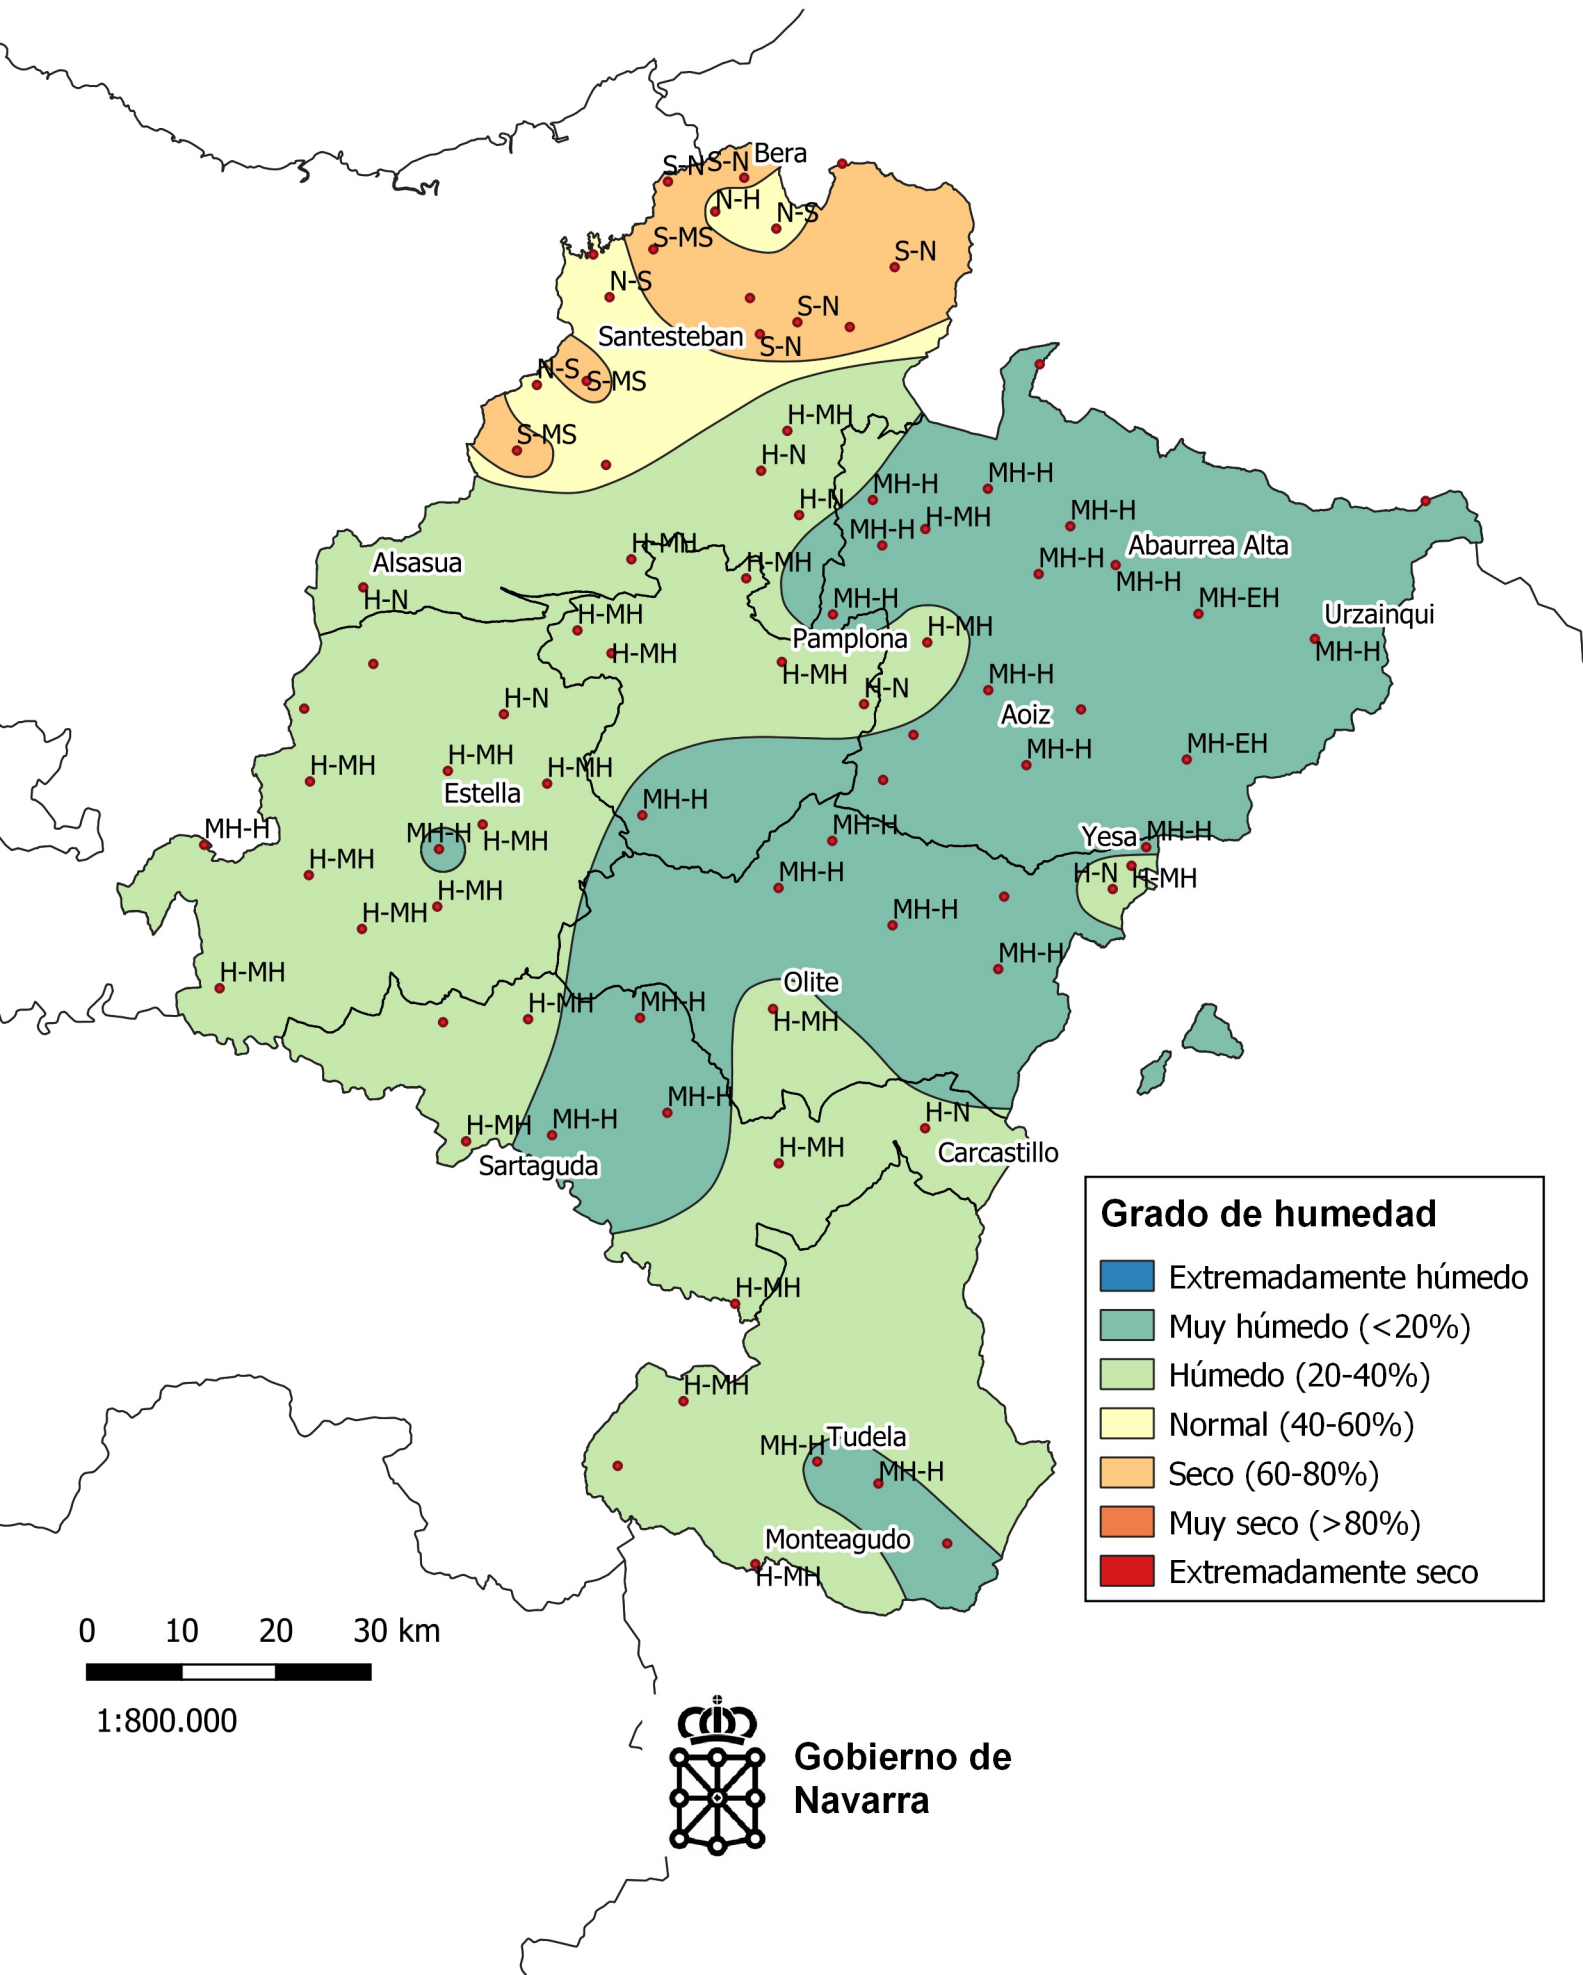 Bera
S-N
S-N
N-H
N-S
S-MS
S-N
N-S
S-N
Santesteban
S-N
N-S
S-MS
H-MH
S-MS
H-N
MH-H
MH-H
H-N
MH-H
H-MH
MH-H
H-MH
Abaurrea Alta
MH-H
Alsasua
H-MH
MH-H
H-N
MH-H
MH-EH
H-MH
Urzainqui
H-MH
Pamplona
H-MH
MH-H
H-MH
MH-H
H-N
H-N
Aoiz
MH-EH
MH-H
H-MH
H-MH
H-MH
Estella
MH-H
MH-H
MH-H
H-MH
MH-H
Yesa
MH-H
H-MH
MH-H
H-N
H-MH
H-MH
H-MH
MH-H
MH-H
H-MH
Olite
H-MH
MH-H
H-MH
MH-H
H-N
H-MH
MH-H
H-MH
Carcastillo
Sartaguda
H-MH
H-MH
Tudela
MH-H
MH-H
Monteagudo
H-MH
Grado de humedad
Extremadamente húmedo
Muy húmedo (<20%)
Húmedo (20-40%)
Normal (40-60%)
Seco (60-80%)
Muy seco (>80%)
Extremadamente seco
0 10 20 30 km
1:800.000
Gobierno de
Navarra